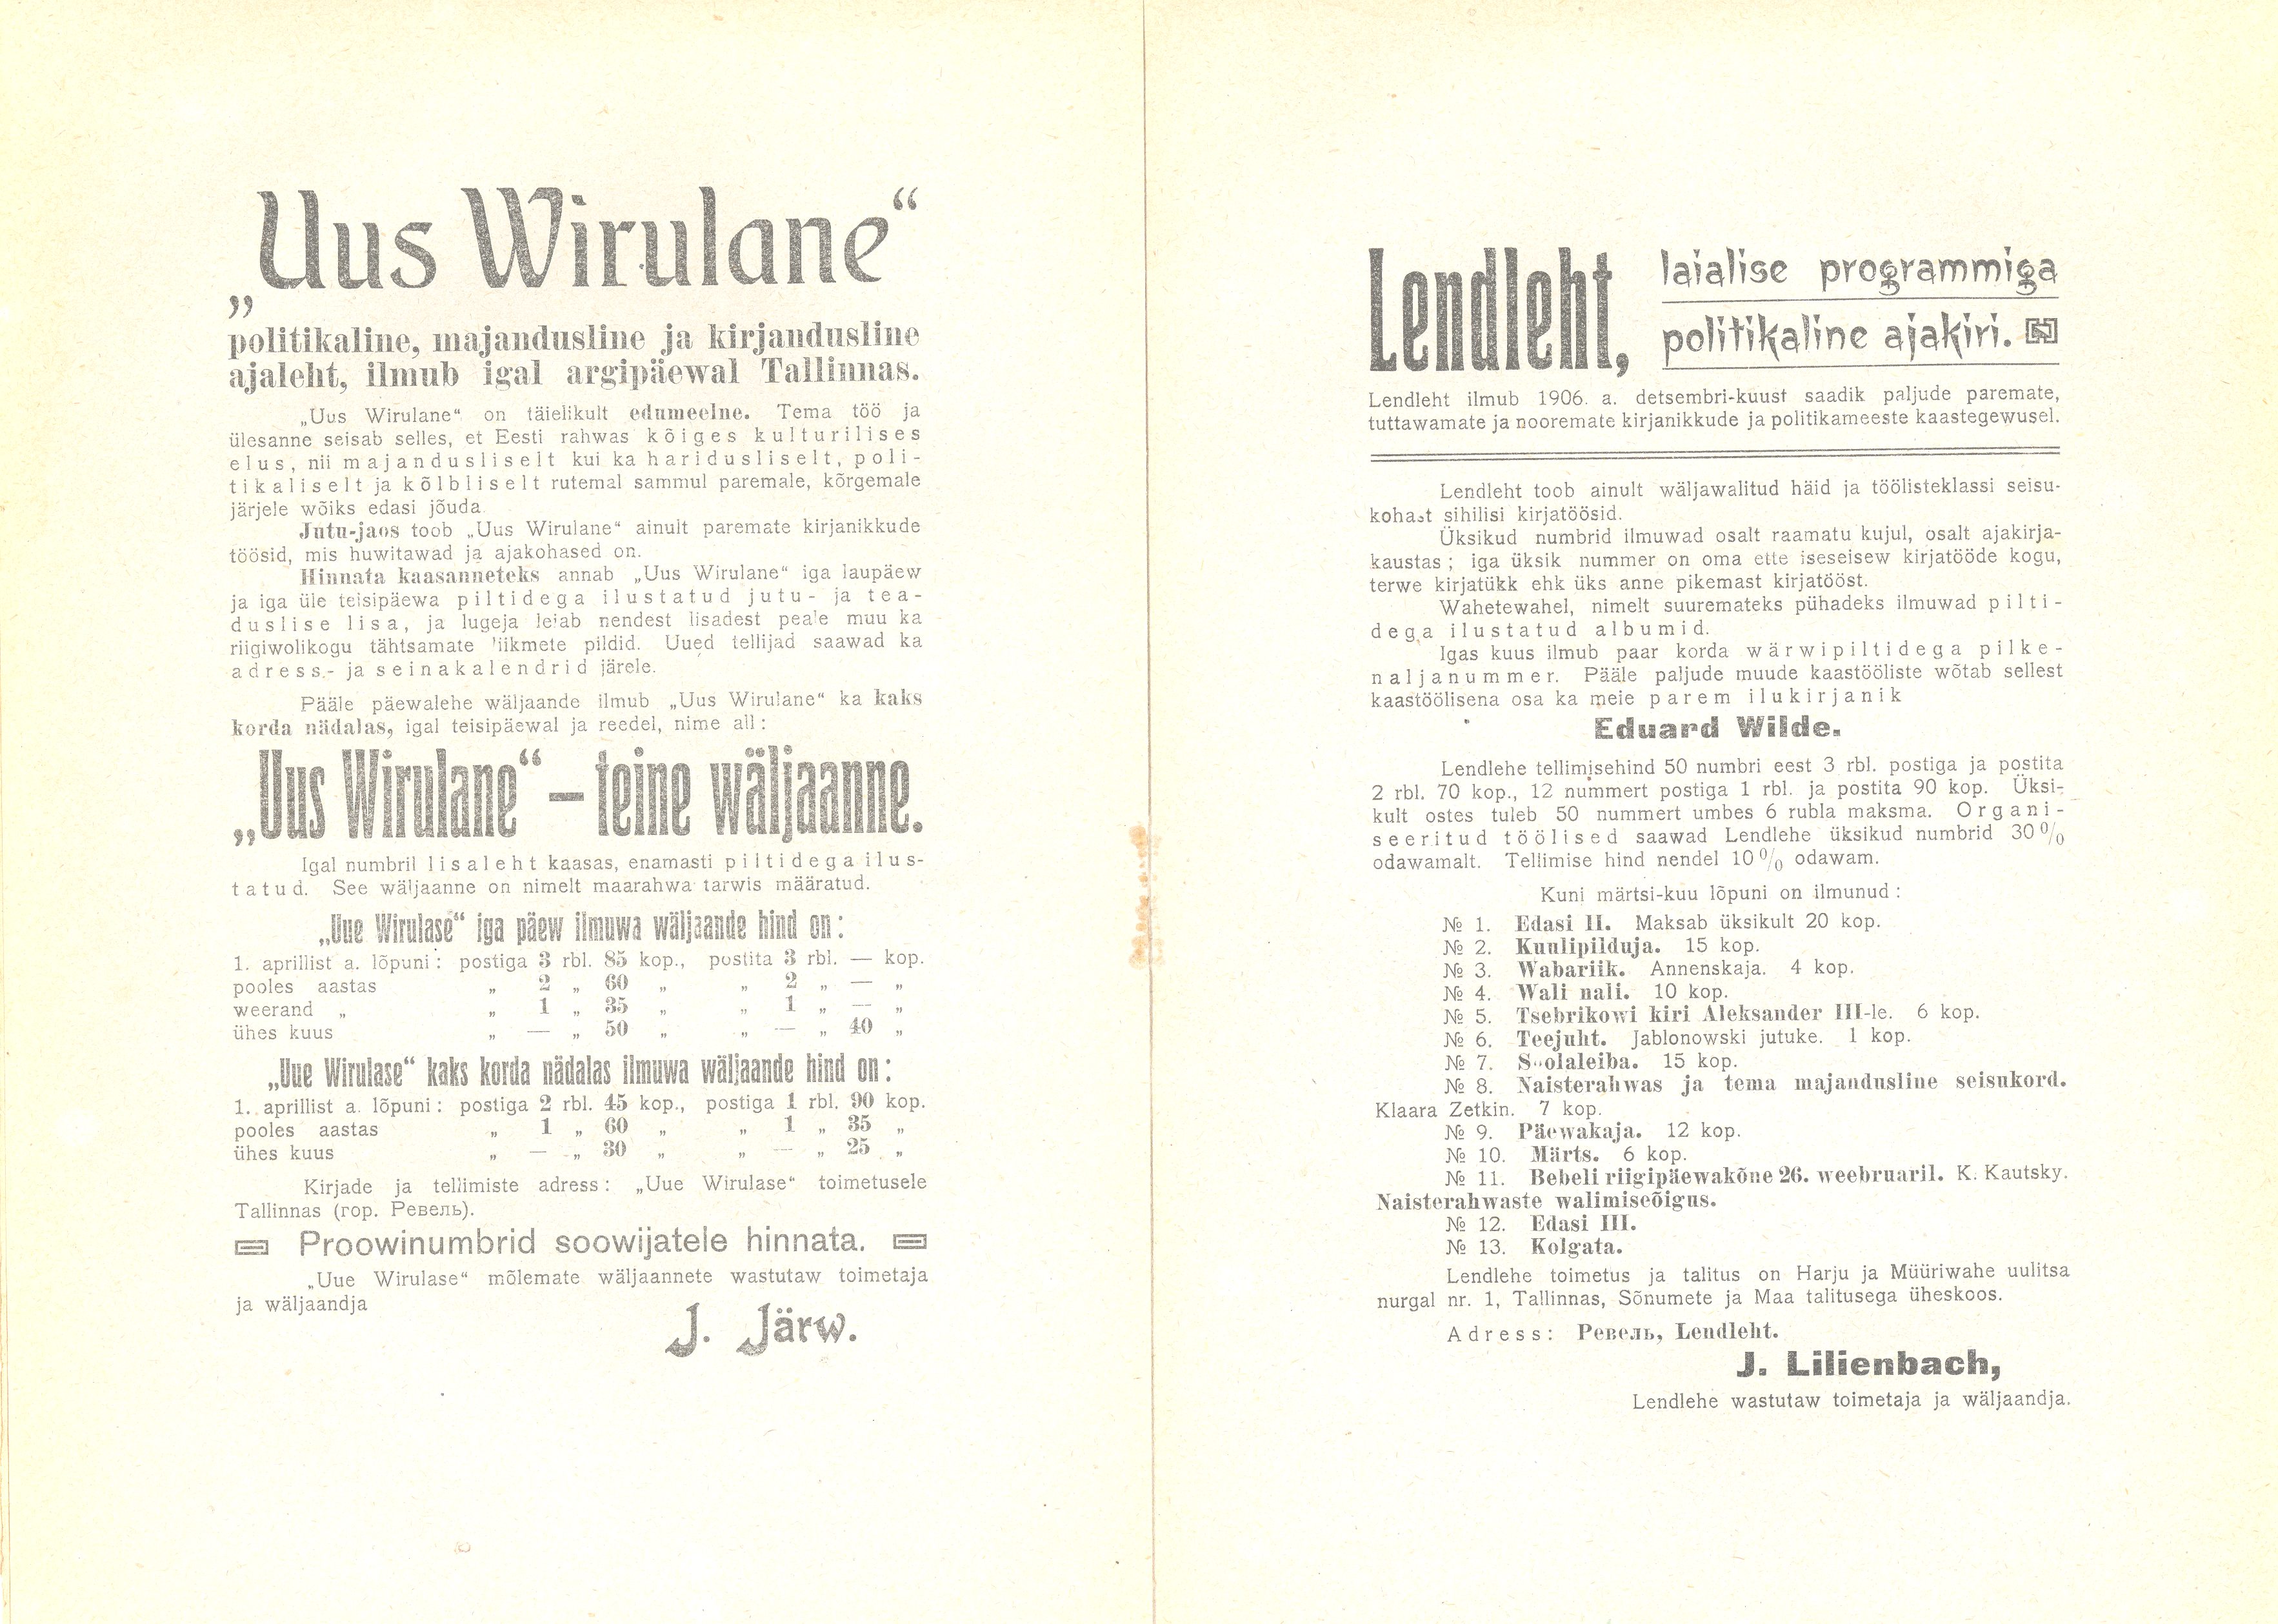 „Uus Wirulane“
politikaline, majandusline ja kirjandusline
ajaleht, ilmub igal argipäewal Tallinnas.
„Uus Wirulane“ on täielikult edumeelne. Tema töö ja
ülesanne seisab selles, et Eesti rahwas kõiges kulturilises
elus, nii majandusliselt kui ka haridusliselt, poli-
tikaliselt ja kõlbliselt rutemal sammul paremale, kõrgemale
järjele wõiks edasi jõuda.
Jutu-jaos toob „Uus Wirulane“ ainult paremate kirjanikkude
töösid, mis huwitawad ja ajakohased on.
Hinnata kaasanneteks annab „Uus Wirulane“ iga laupäew
ja iga üle teisipäewa piltidega ilustatud jutu- ja tea-
duslise lisa, ja lugeja leiab nendest lisadest peale muu ka
riigiwolikogu tähtsamate liikmete pildid. Uued tellijad saawad ka
adress.- ja seinakalendrid järele.
Pääle päewalehe wäljaande ilmub „Uus Wirulane“ ka kaks
korda nädalas, igal teisipäewal ja reedel, nime all:
„Uus Wirulane“ – teine wäljaanne.
Igal numbril lisaleht kaasas, enamasti piltidega ilus-
tatud. See wäljaanne on nimelt maarahwa tarwis määratud.
„Uue Wirulase“ iga päew ilmuwa wäljaande hind on:
1. aprillist a. lõpuni: postiga 3 rbl. 85 kop., postita 3 rbl. — kop.
pooles aastas „ 2 „ 60 „ „ 2 „ — „
weerand „ „ 1 „ 35 „ „ 1 „ — „
ühes kuus „ — „ 50 „ „ — „ 40 „
„Uue Wirulase“ kaks korda nädalas ilmuwa wäljaande hind on:
1. aprillist a. lõpuni: postiga 2 rbl. 45 kop., postiga 1 rbl. 90 kop.
pooles aastas „ 1 „ 60 „ „ 1 „ 35 „
ühes kuus „ — „ 30 „ „ — „ 25 „
Kirjade ja tellimiste adress: „Uue Wirulase“ toimetusele
Tallinnas (гор. Ревель).
Proowinumbrid soowijatele hinnata.
„Uue Wirulase“ mõlemate wäljaannete wastutaw toimetaja
ja wäljaandja
J. Järw.
Lendleht, laialise programmiga
politikaline ajakiri.
Lendleht ilmub 1906. a. detsembri-kuust saadik paljude paremate,
tuttawamate ja nooremate kirjanikkude ja politikameeste kaastegewusel.
Lendleht toob ainult wäljawalitud häid ja töölisteklassi seisu-
kohast sihilisi kirjatöösid.
Üksikud numbrid ilmuwad osalt raamatu kujul, osalt ajakirja-
kaustas; iga üksik nummer on oma ette iseseisew kirjatööde kogu,
terwe kirjatükk ehk üks anne pikemast kirjatööst.
Wahetewahel, nimelt suuremateks pühadeks ilmuwad pilti-
dega ilustatud albumid.
Igas kuus ilmub paar korda wärwipiltidega pilke-
naljanummer. Pääle paljude muude kaastööliste wõtab sellest
kaastöölisena osa ka meie parem ilukirjanik
Eduard Wilde.
Lendlehe tellimisehind 50 numbri eest 3 rbl. postiga ja postita
2 rbl. 70 kop., 12 nummert postiga 1 rbl. ja postita 90 kop. Üksi-
kult ostes tuleb 50 nummert umbes 6 rubla maksma. Organi-
seeritud töölised saawad Lendlehe üksikud numbrid 30%
odawamalt. Tellimise hind nendel 10% odawam.
Kuni märtsi-kuu lõpuni on ilmunud:
№ 1. Edasi II. Maksab üksikult 20 kop.
№ 2. Kuulipilduja. 15 kop.
№ 3. Wabariik. Annenskaja. 4 kop.
№ 4. Wali nali. 10 kop.
№ 5. Tsebrikowi kiri Aleksander III-le. 6 kop.
№ 6. Teejuht. Jablonowski jutuke. 1 kop.
№ 7. Soolaleiba. 15 kop.
№ 8. Naisterahwas ja tema majandusline seisukord.
Klaara Zetkin. 7 kop.
№ 9. Päewakaja. 12 kop.
№ 10. Märts. 6 kop.
№ 11. Bebeli riigipäewakõne 26. weebruaril. K. Kautsky.
Naisterahwaste walimiseõigus.
№ 12. Edasi III.
№ 13. Kolgata.
Lendlehe toimetus ja talitus on Harju ja Müüriwahe uulitsa
nurgal nr. 1, Tallinnas, Sõnumete ja Maa talitusega üheskoos.
Adress: Ревель, Lendleht.
J. Lilienbach,
Lendlehe wastutaw toimetaja ja wäljaandja.